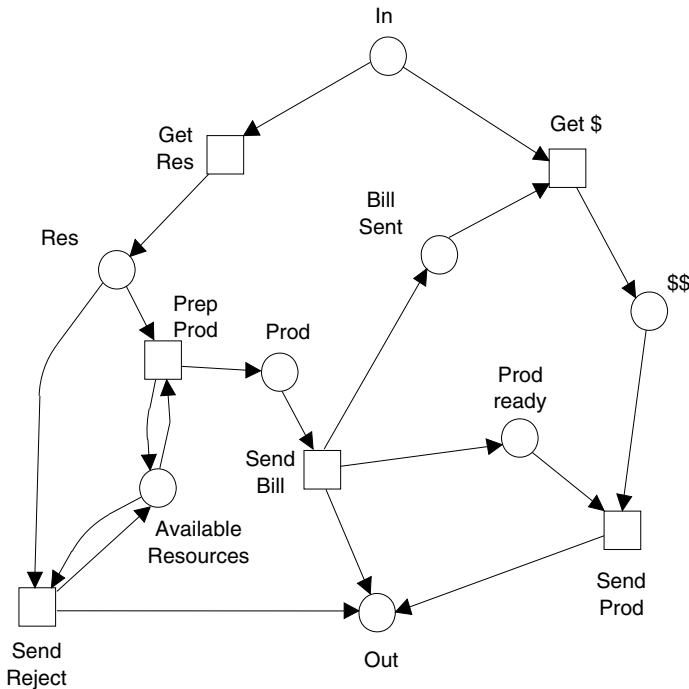 In
Get $
Get
Res
Bill
Sent
Res
$$
Prep
Prod
Prod
Prod
ready
Send
Bill
Available
Resources
Send
Prod
Send
Reject
Out